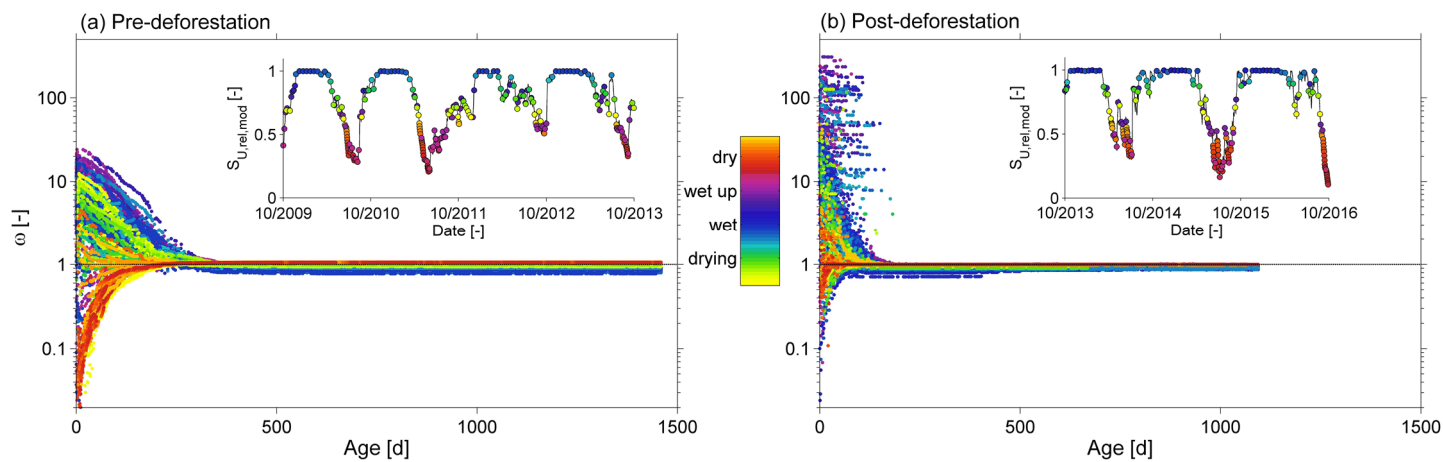 (a) Pre-deforestation
ω [-]
100
10
1
0.1
0
500
1000
1500
Age [d]
S_U,rel,mod [-]
1
0.5
0
10/2009
10/2010
10/2011
10/2012
10/2013
Date [-]
dry
wet up
wet
drying
(b) Post-deforestation
100
10
1
0.1
0
500
1000
1500
Age [d]
S_U,rel,mod [-]
1
0.5
0
10/2013
10/2014
10/2015
10/2016
Date [-]